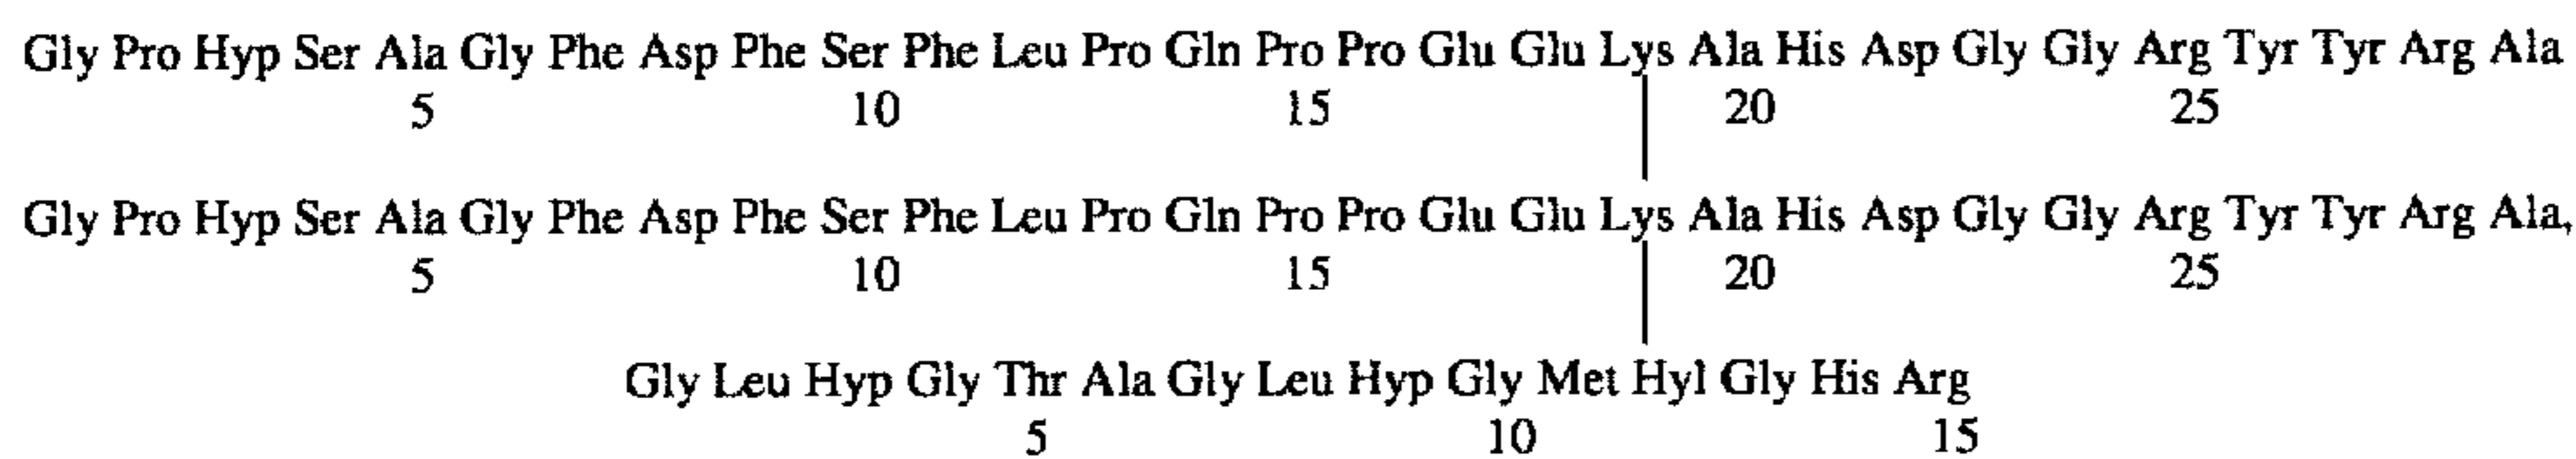 Gly Pro Hyp Ser Ala Gly Phe Asp Phe Ser Phe Leu Pro Gln Pro Pro Glu Glu Lys Ala His Asp Gly Gly Arg Tyr Tyr Arg Ala
5 10 15 20 25
Gly Pro Hyp Ser Ala Gly Phe Asp Phe Ser Phe Leu Pro Gln Pro Pro Glu Glu Lys Ala His Asp Gly Gly Arg Tyr Tyr Arg Ala,
5 10 15 20 25
Gly Leu Hyp Gly Thr Ala Gly Leu Hyp Gly Met Hyl Gly His Arg
5 10 15